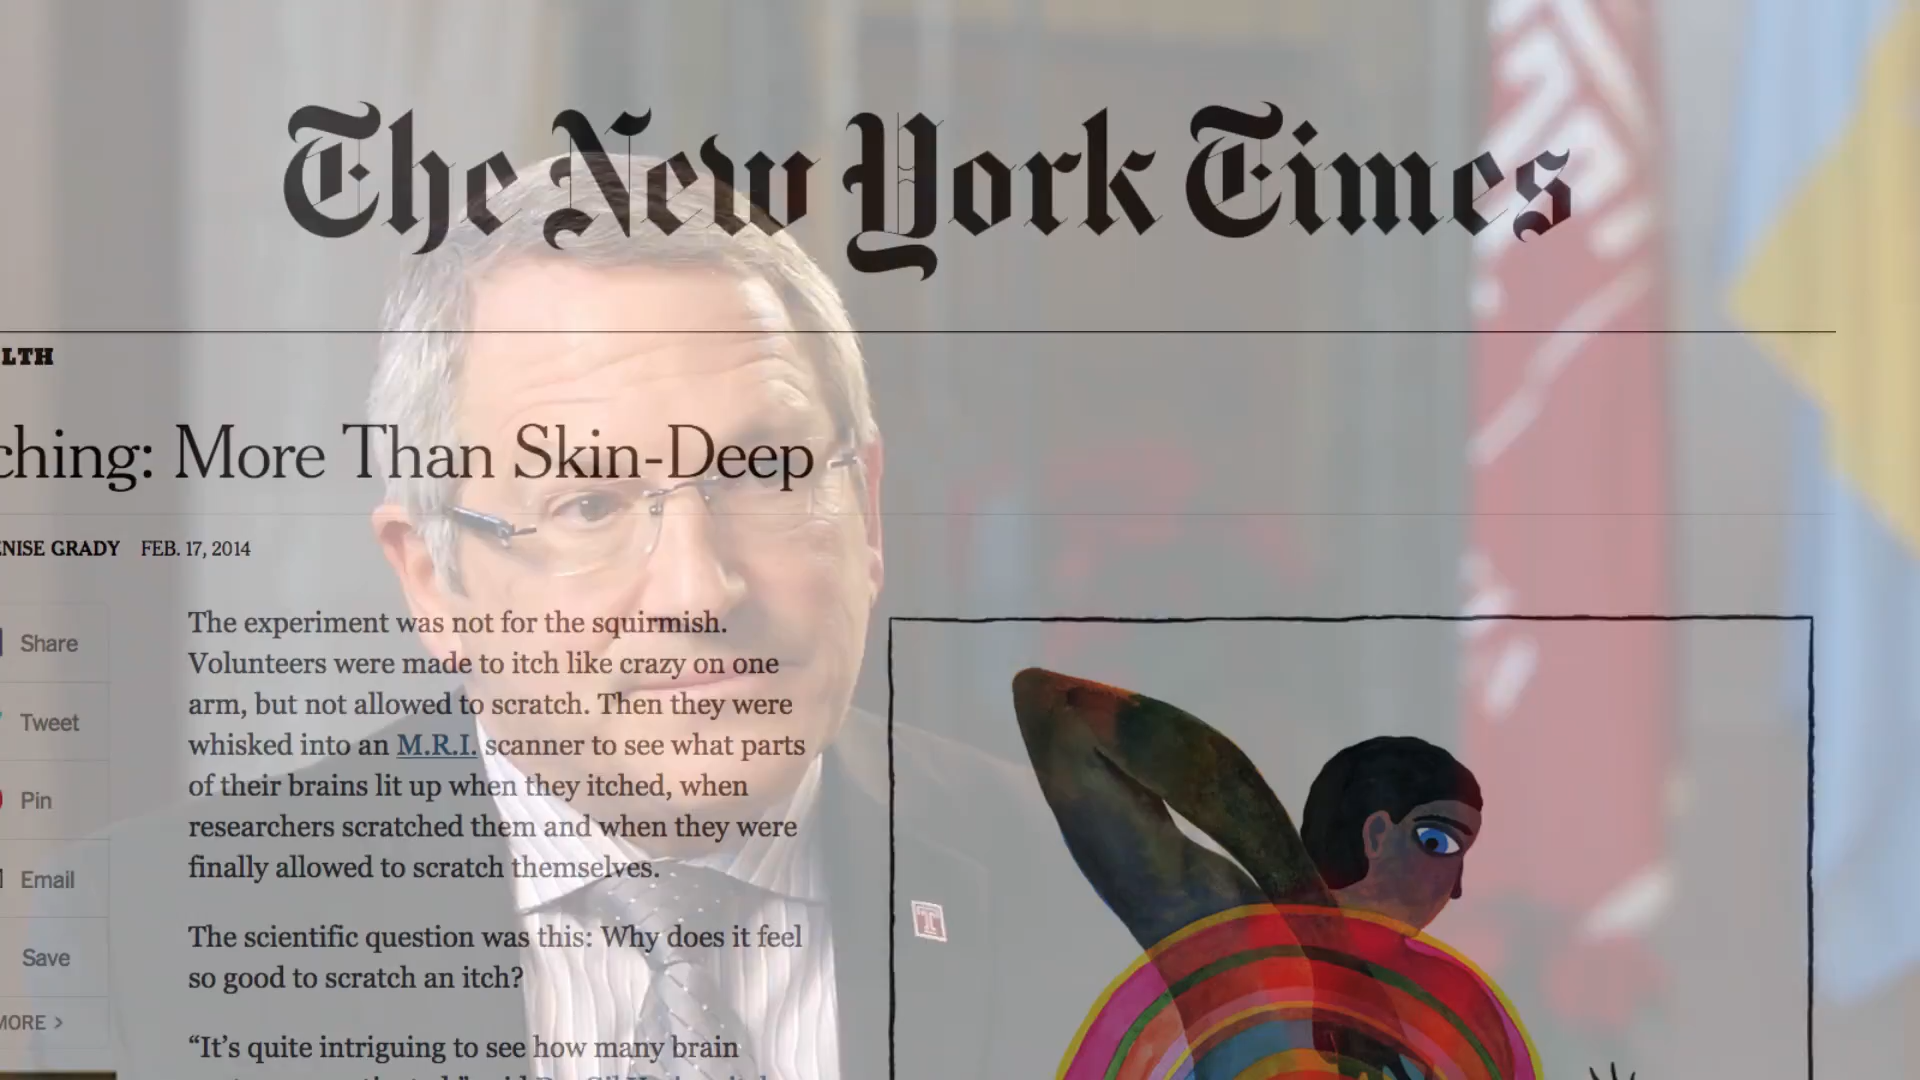 The New York Times
LTH
ching: More Than Skin-Deep
ENISE GRADY FEB. 17, 2014
Share
Tweet
Pin
Email
Save
MORE >
The experiment was not for the squirmish.
Volunteers were made to itch like crazy on one
arm, but not allowed to scratch. Then they were
whisked into an M.R.I. scanner to see what parts
of their brains lit up when they itched, when
researchers scratched them and when they were
finally allowed to scratch themselves.
The scientific question was this: Why does it feel
so good to scratch an itch?
“It’s quite intriguing to see how many brain
T